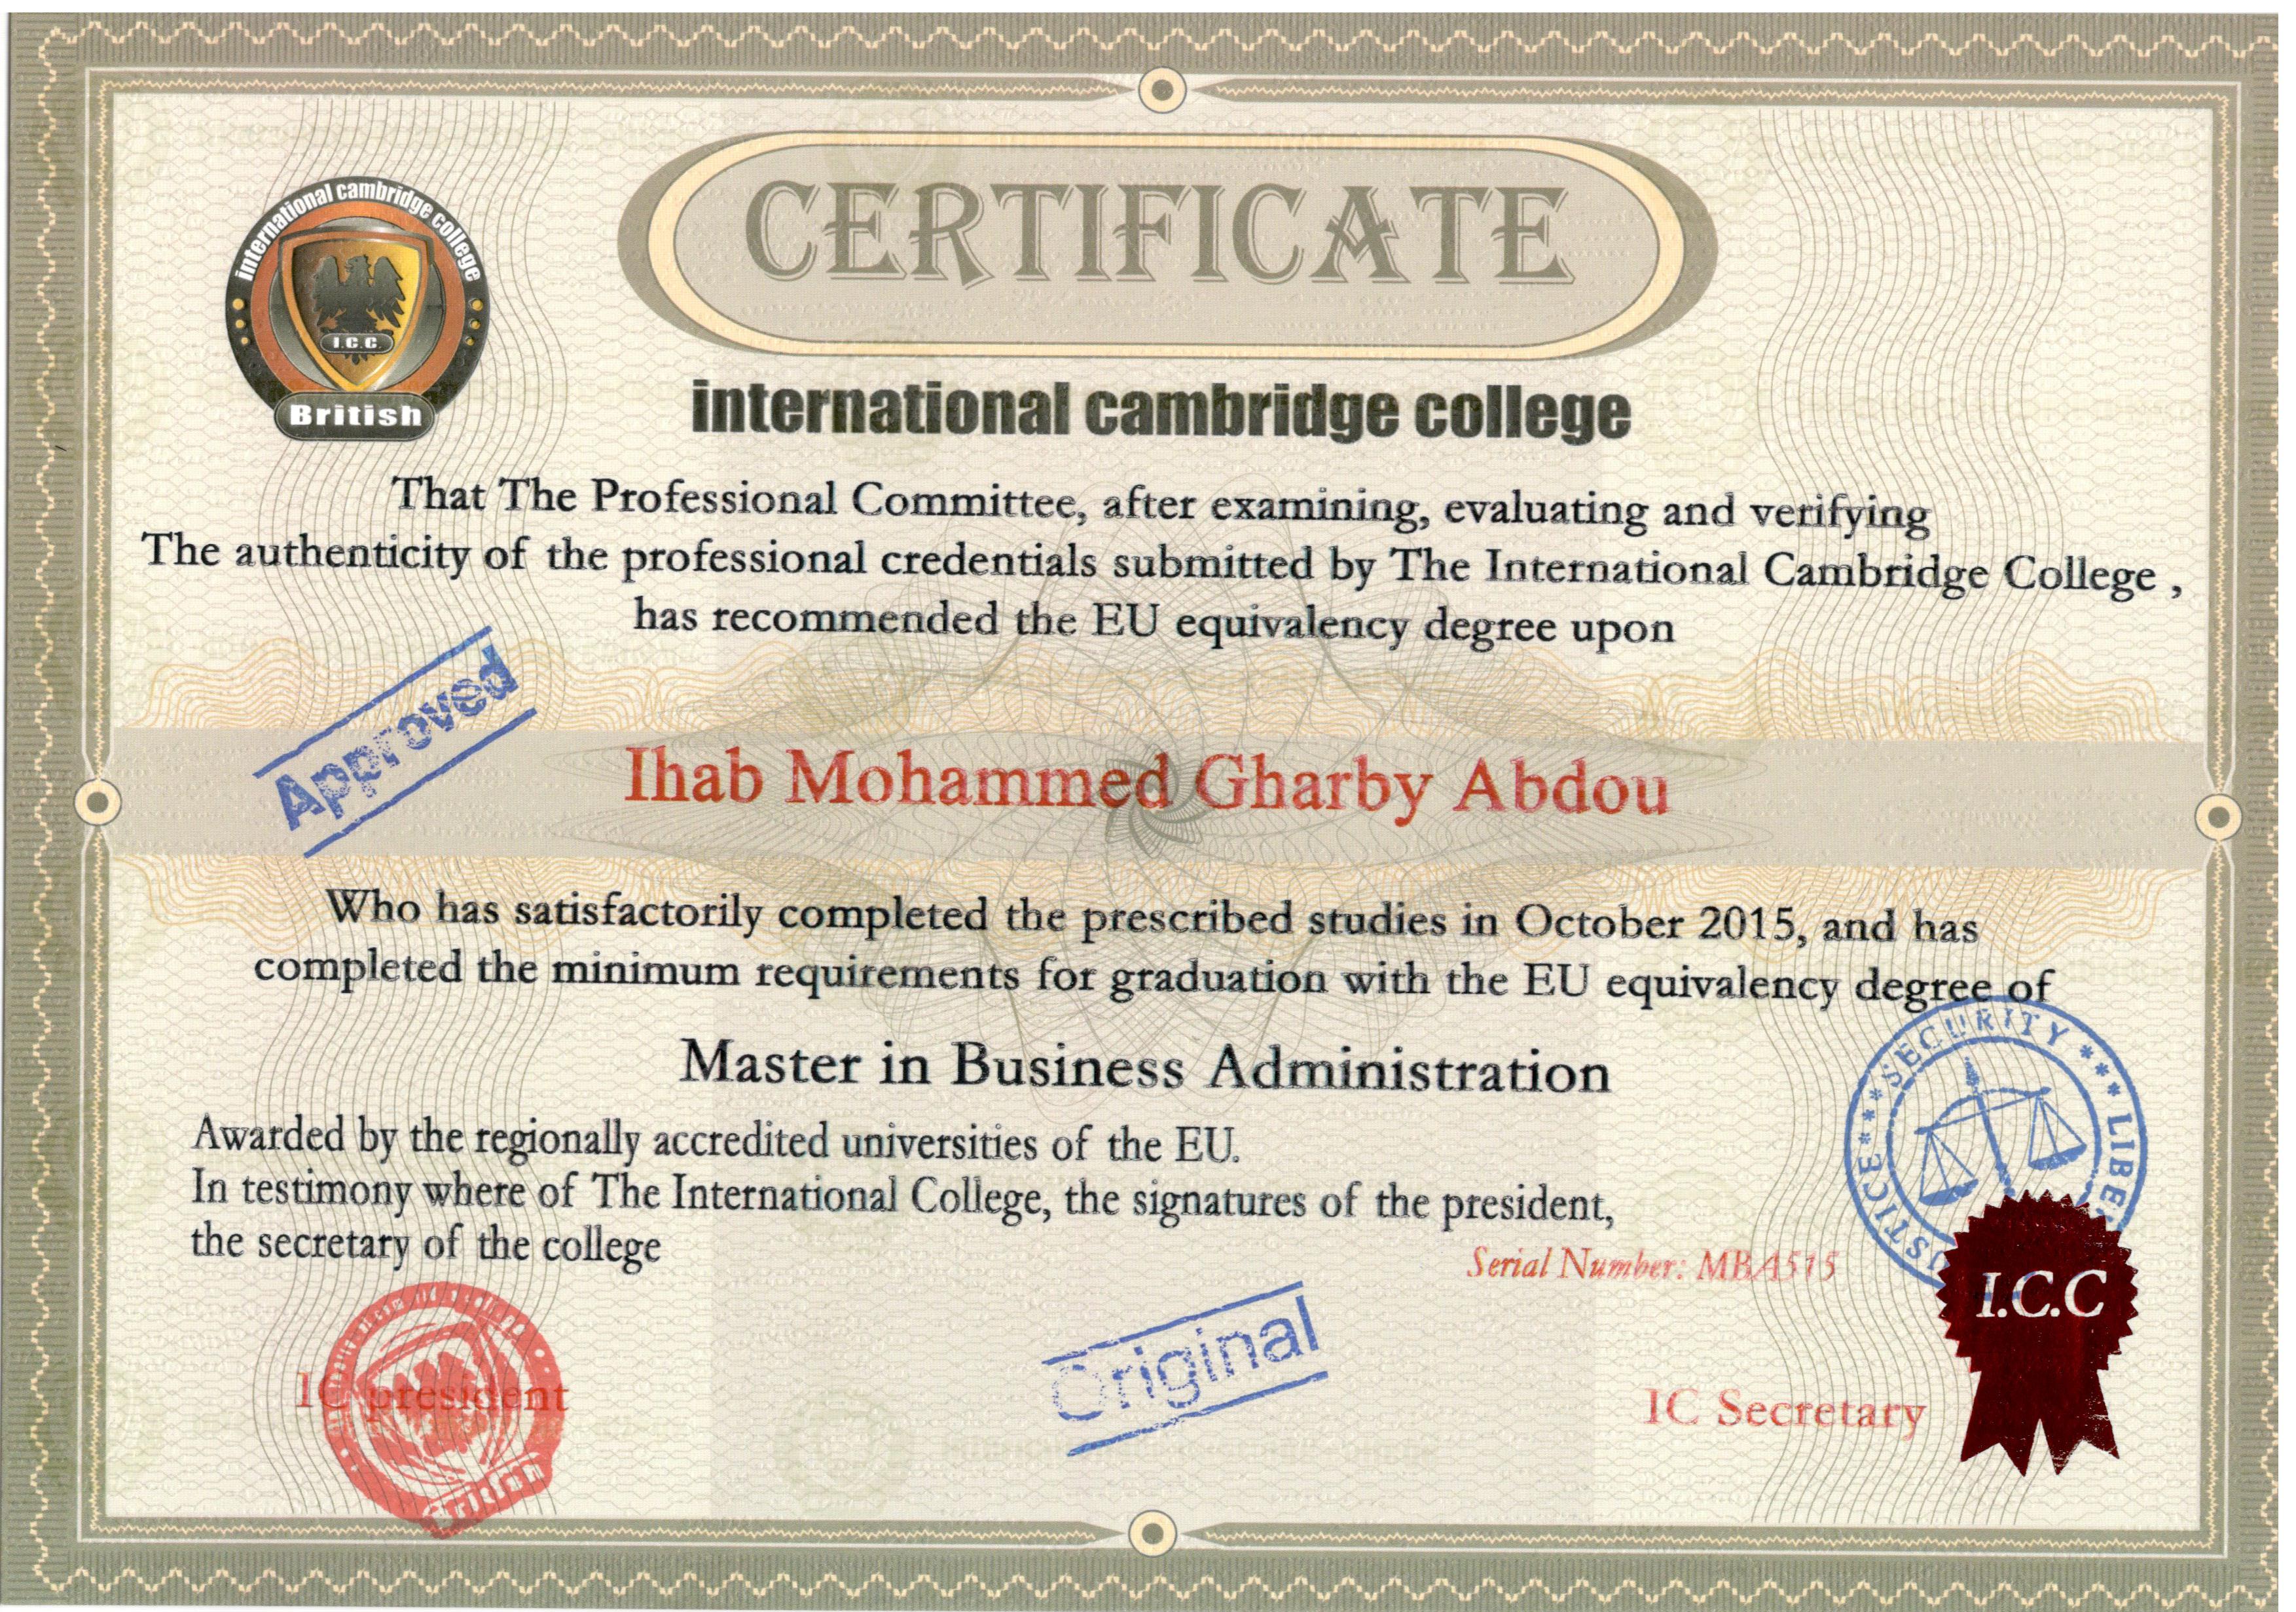 CERTIFICATE
international cambridge college
I.C.C.
British
international cambridge college
That The Professional Committee, after examining, evaluating and verifying
The authenticity of the professional credentials submitted by The International Cambridge College ,
has recommended the EU equivalency degree upon
Approved
Ihab Mohammed Gharby Abdou
Who has satisfactorily completed the prescribed studies in October 2015, and has
completed the minimum requirements for graduation with the EU equivalency degree of
Master in Business Administration
SECURITY
Awarded by the regionally accredited universities of the EU.
In testimony where of The International College, the signatures of the president,
the secretary of the college
Serial Number: MBA515
I.C.C
Original
IC president
British
IC Secretary